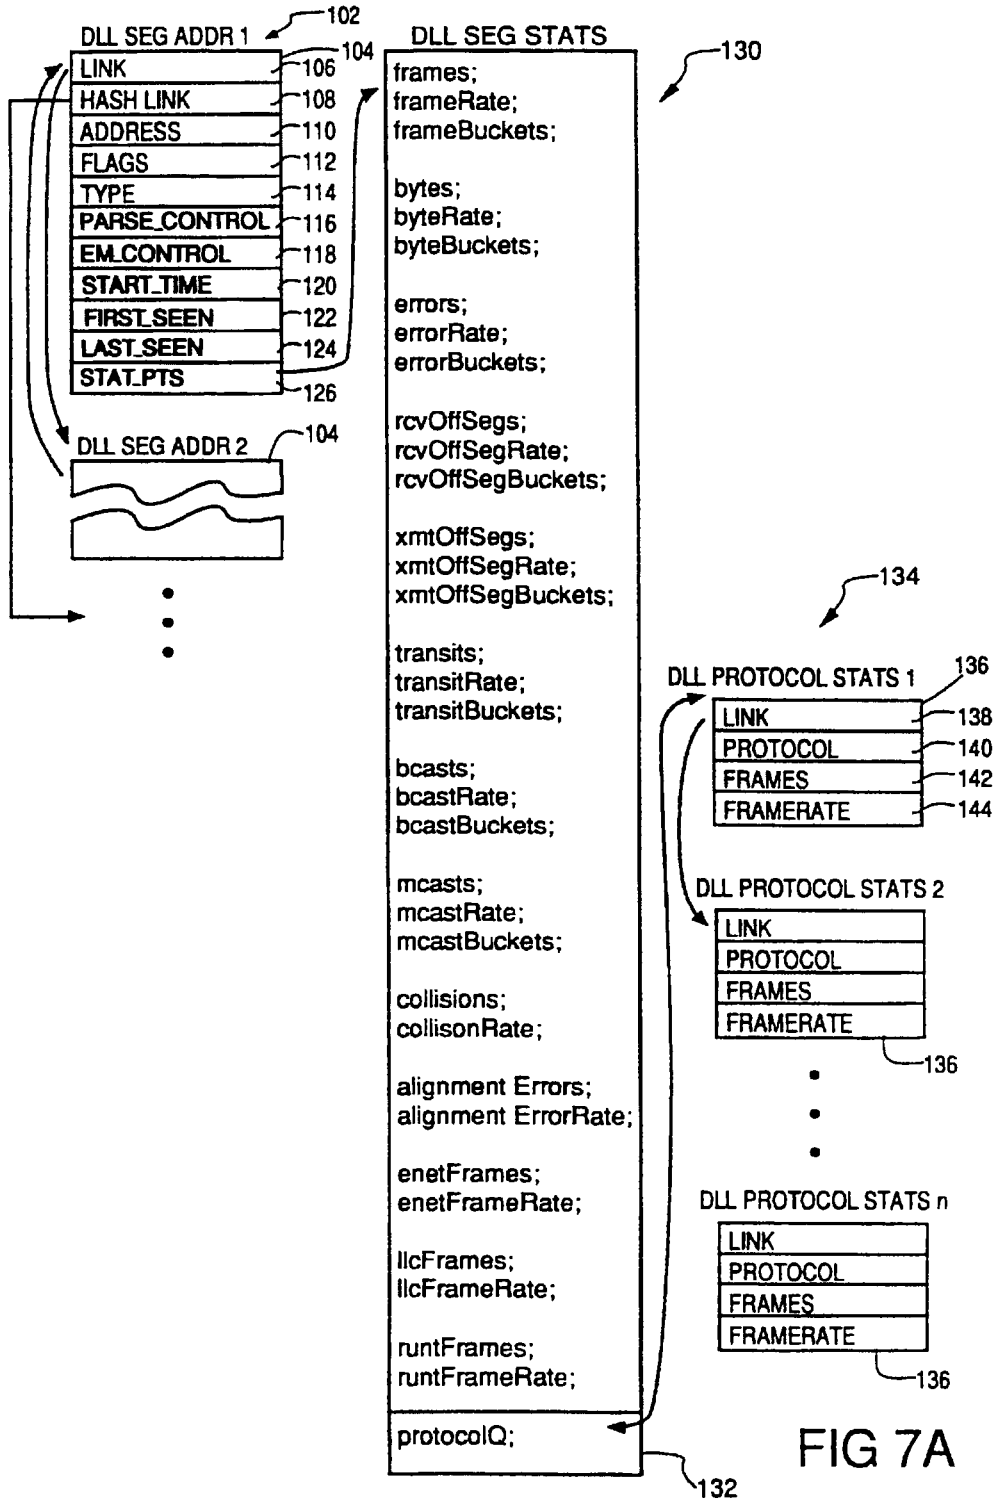 DLL SEG ADDR 1
102
104
LINK
106
HASH LINK
108
ADDRESS
110
FLAGS
112
TYPE
114
PARSE_CONTROL
116
EM_CONTROL
118
START_TIME
120
FIRST_SEEN
122
LAST_SEEN
124
STAT_PTS
126
DLL SEG ADDR 2
104
DLL SEG STATS
130
frames;
frameRate;
frameBuckets;
bytes;
byteRate;
byteBuckets;
errors;
errorRate;
errorBuckets;
rcvOffSegs;
rcvOffSegRate;
rcvOffSegBuckets;
xmtOffSegs;
xmtOffSegRate;
xmtOffSegBuckets;
transits;
transitRate;
transitBuckets;
bcasts;
bcastRate;
bcastBuckets;
mcasts;
mcastRate;
mcastBuckets;
collisions;
collisonRate;
alignment Errors;
alignment ErrorRate;
enetFrames;
enetFrameRate;
llcFrames;
llcFrameRate;
runtFrames;
runtFrameRate;
protocolQ;
132
134
DLL PROTOCOL STATS 1
136
LINK
138
PROTOCOL
140
FRAMES
142
FRAMERATE
144
DLL PROTOCOL STATS 2
LINK
PROTOCOL
FRAMES
FRAMERATE
136
DLL PROTOCOL STATS n
LINK
PROTOCOL
FRAMES
FRAMERATE
136
FIG 7A